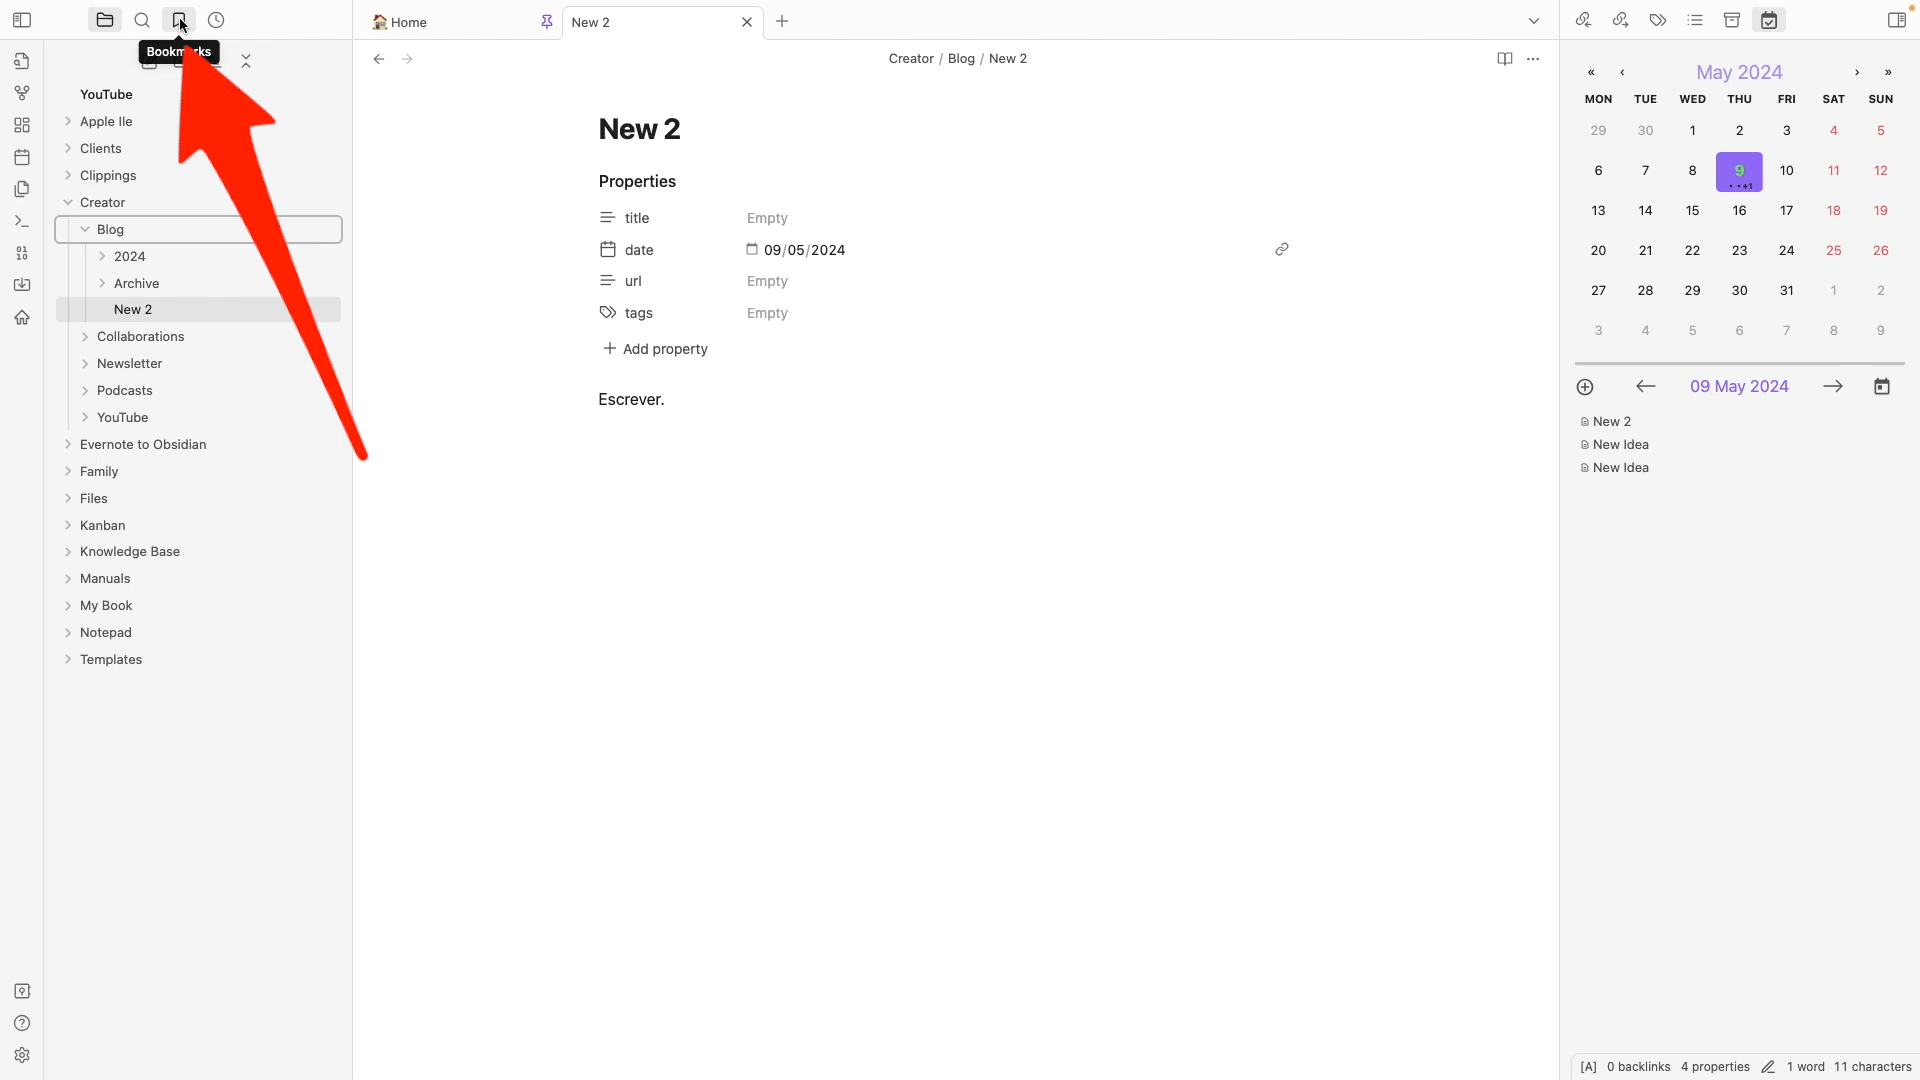 Home
New 2
Bookmarks
Creator / Blog / New 2
YouTube
Apple IIe
Clients
Clippings
Creator
Blog
2024
Archive
New 2
Collaborations
Newsletter
Podcasts
YouTube
Evernote to Obsidian
Family
Files
Kanban
Knowledge Base
Manuals
My Book
Notepad
Templates
New 2
Properties
title Empty
date 09/05/2024
url Empty
tags Empty
Add property
Escrever.
« ‹ May 2024 › »
MON TUE WED THU FRI SAT SUN
29 30 1 2 3 4 5
6 7 8 9 10 11 12
+1
13 14 15 16 17 18 19
20 21 22 23 24 25 26
27 28 29 30 31 1 2
3 4 5 6 7 8 9
09 May 2024
New 2
New Idea
New Idea
[A] 0 backlinks 4 properties 1 word 11 characters